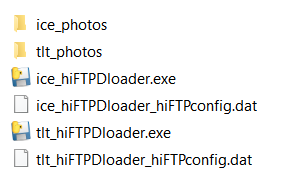 ice_photos
tlt_photos
ice_hiFTPDloader.exe
ice_hiFTPDloader_hiFTPconfig.dat
tlt_hiFTPDloader.exe
tlt_hiFTPDloader_hiFTPconfig.dat